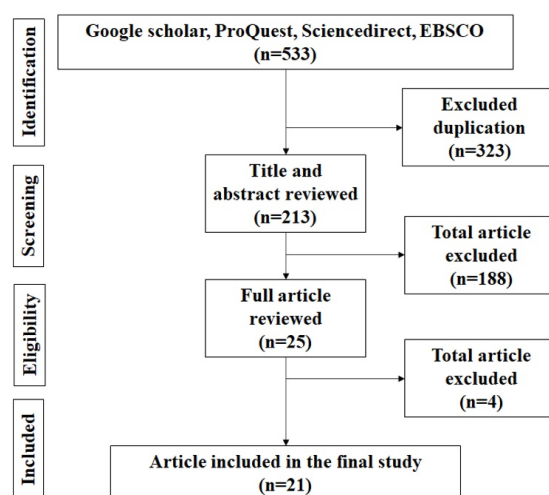 Identification
Google scholar, ProQuest, Sciencedirect, EBSCO
(n=533)
Excluded
duplication
(n=323)
Screening
Title and
abstract reviewed
(n=213)
Total article
excluded
(n=188)
Eligibility
Full article
reviewed
(n=25)
Total article
excluded
(n=4)
Included
Article included in the final study
(n=21)